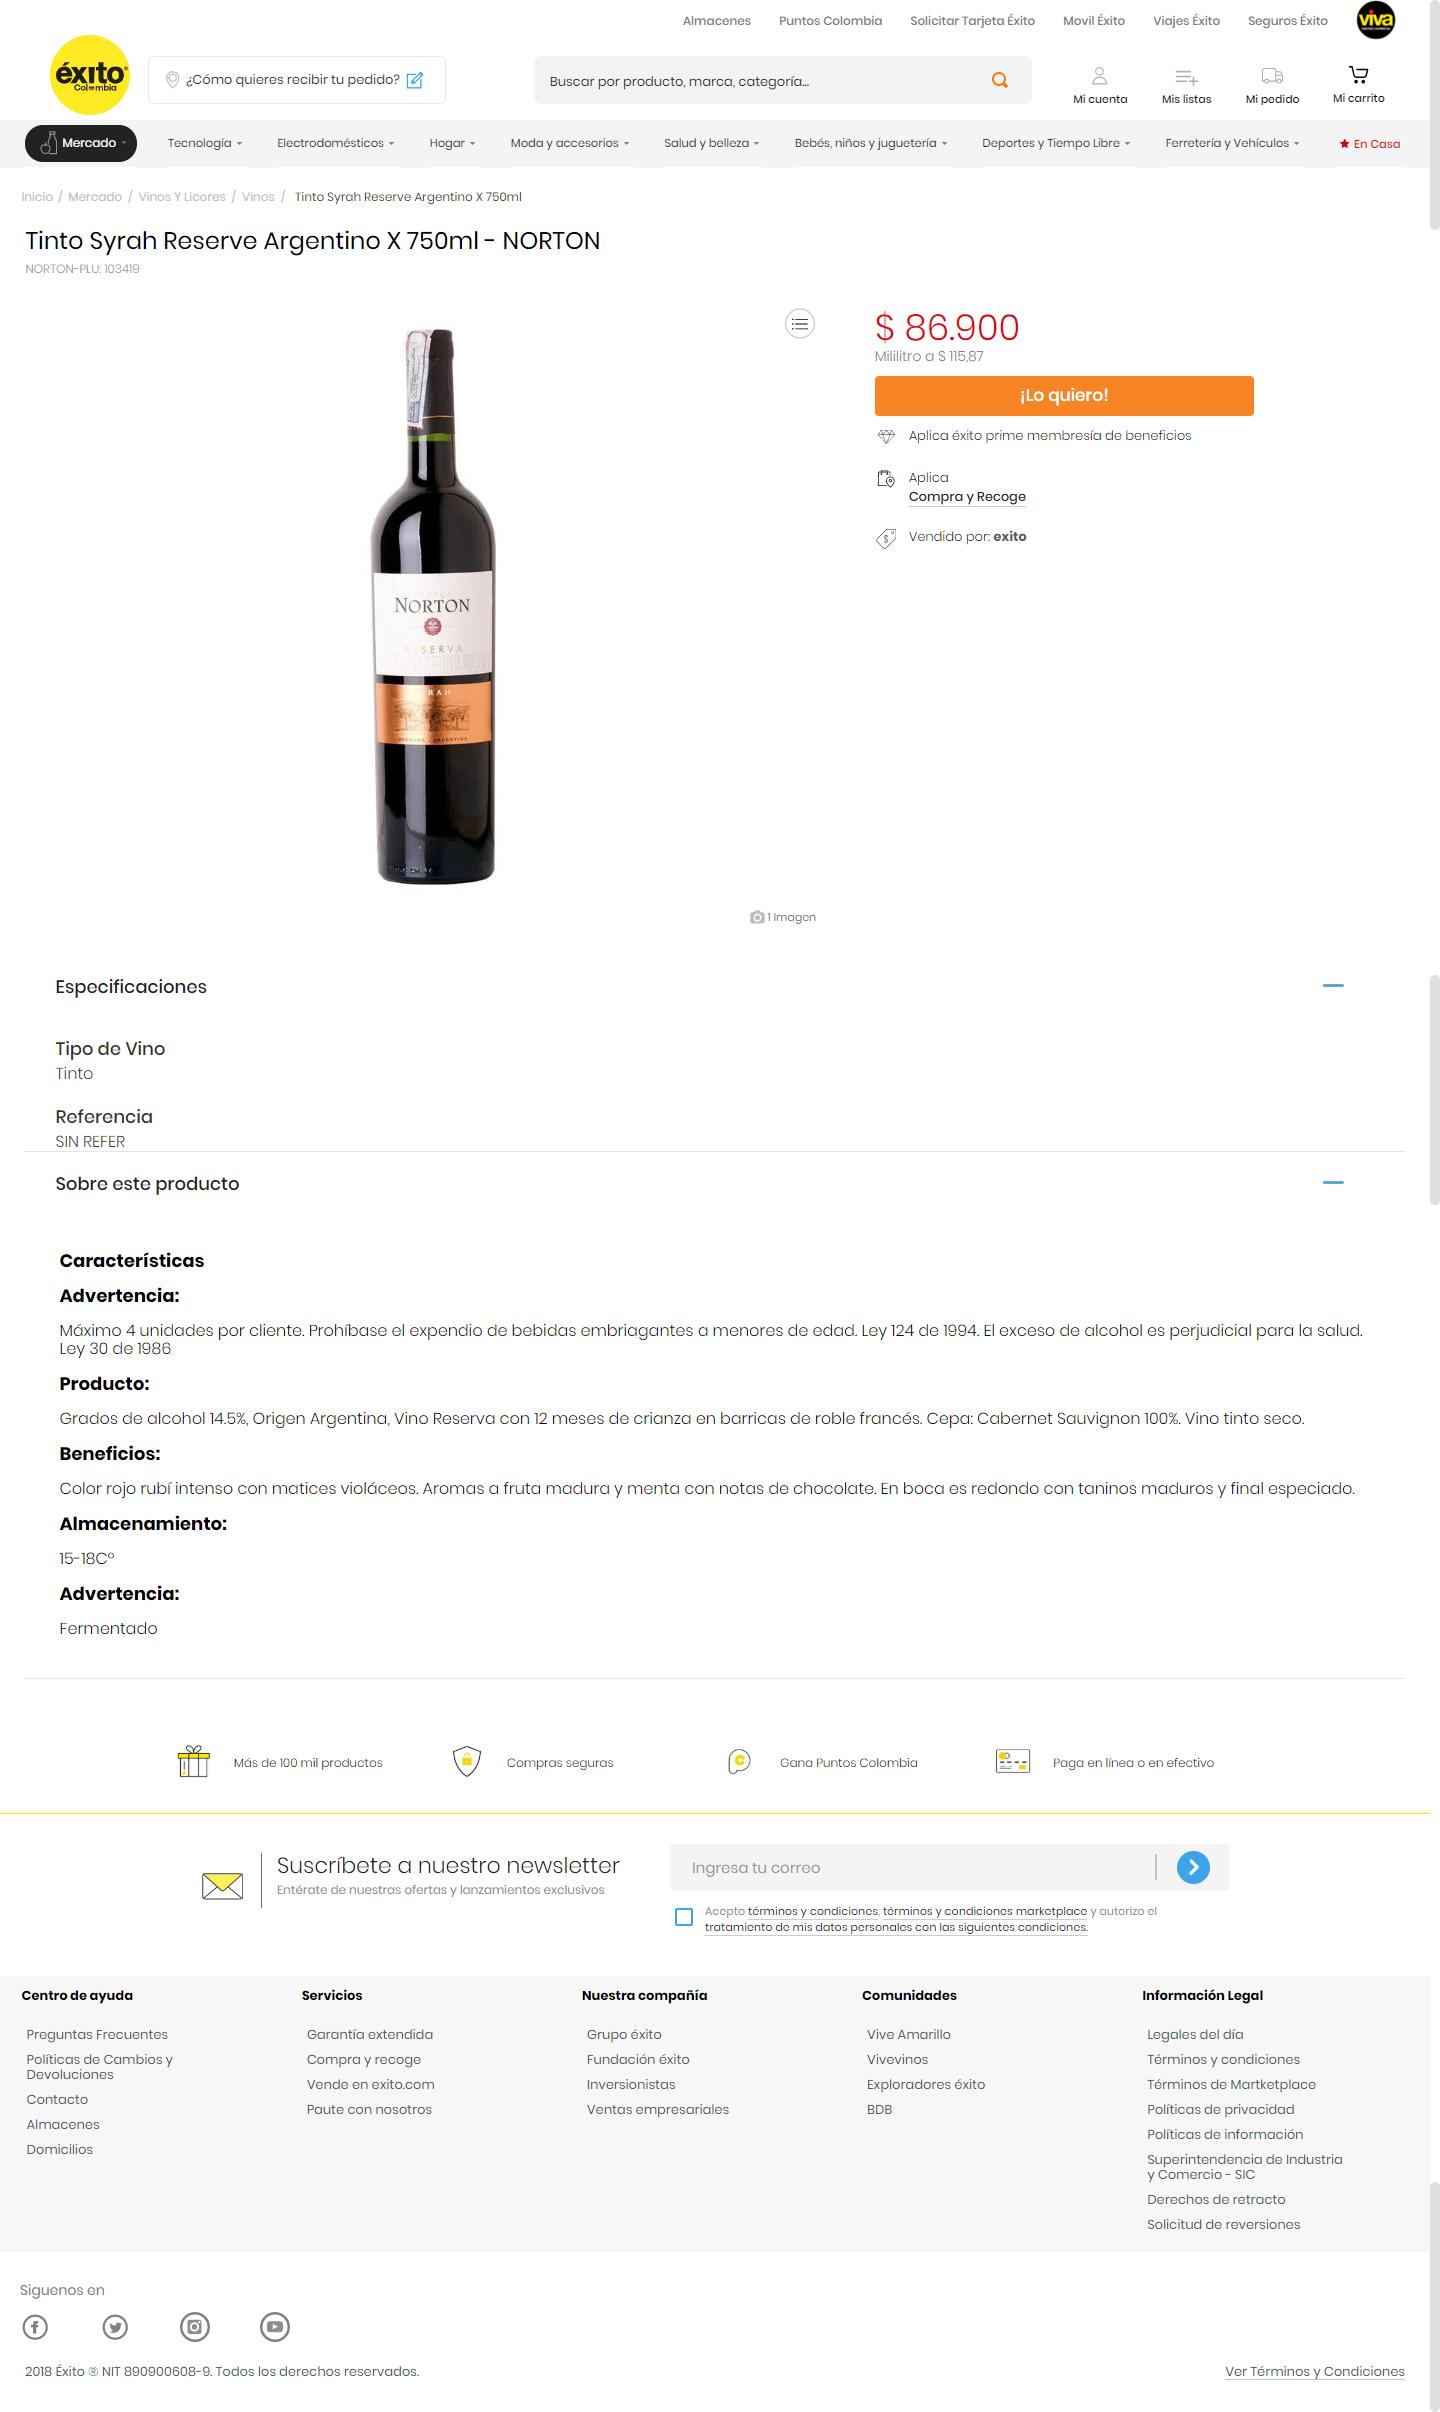 Almacenes Puntos Colombia Solicitar Tarjeta Éxito Movil Éxito Viajes Éxito Seguros Éxito viva
éxito
Colombia
¿Cómo quieres recibir tu pedido?
Buscar por producto, marca, categoría...
Mi cuenta Mis listas Mi pedido Mi carrito
Mercado Tecnología Electrodomésticos Hogar Moda y accesorios Salud y belleza Bebés, niños y juguetería Deportes y Tiempo Libre Ferretería y Vehículos En Casa
Inicio / Mercado / Vinos Y Licores / Vinos / Tinto Syrah Reserve Argentino X 750ml
Tinto Syrah Reserve Argentino X 750ml - NORTON
NORTON-PLU: 103419
$ 86.900
Mililitro a $ 115,87
¡Lo quiero!
Aplica éxito prime membresía de beneficios
Aplica
Compra y Recoge
Vendido por: exito
NORTON
RESERVA
1 Imagen
Especificaciones
Tipo de Vino
Tinto
Referencia
SIN REFER
Sobre este producto
Características
Advertencia:
Máximo 4 unidades por cliente. Prohíbase el expendio de bebidas embriagantes a menores de edad. Ley 124 de 1994. El exceso de alcohol es perjudicial para la salud.
Ley 30 de 1986
Producto:
Grados de alcohol 14.5%, Origen Argentina, Vino Reserva con 12 meses de crianza en barricas de roble francés. Cepa: Cabernet Sauvignon 100%. Vino tinto seco.
Beneficios:
Color rojo rubí intenso con matices violáceos. Aromas a fruta madura y menta con notas de chocolate. En boca es redondo con taninos maduros y final especiado.
Almacenamiento:
15-18Cº
Advertencia:
Fermentado
Más de 100 mil productos Compras seguras Gana Puntos Colombia Paga en línea o en efectivo
Suscríbete a nuestro newsletter
Entérate de nuestras ofertas y lanzamientos exclusivos
Ingresa tu correo
Acepto términos y condiciones, términos y condiciones marketplace y autorizo el
tratamiento de mis datos personales con las siguientes condiciones.
Centro de ayuda
Preguntas Frecuentes
Políticas de Cambios y
Devoluciones
Contacto
Almacenes
Domicilios
Servicios
Garantía extendida
Compra y recoge
Vende en exito.com
Paute con nosotros
Nuestra compañía
Grupo éxito
Fundación éxito
Inversionistas
Ventas empresariales
Comunidades
Vive Amarillo
Vivevinos
Exploradores éxito
BDB
Información Legal
Legales del día
Términos y condiciones
Términos de Martketplace
Políticas de privacidad
Políticas de información
Superintendencia de Industria
y Comercio - SIC
Derechos de retracto
Solicitud de reversiones
Siguenos en
2018 Éxito ® NIT 890900608-9. Todos los derechos reservados.
Ver Términos y Condiciones